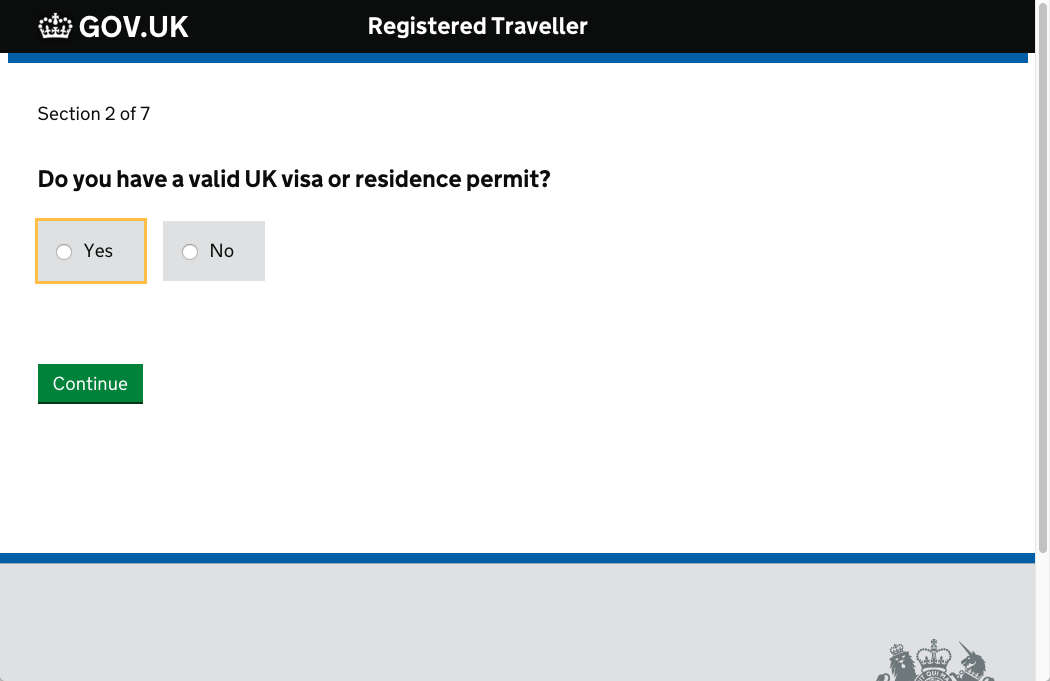 GOV.UK
Registered Traveller
Section 2 of 7
Do you have a valid UK visa or residence permit?
Yes
No
Continue